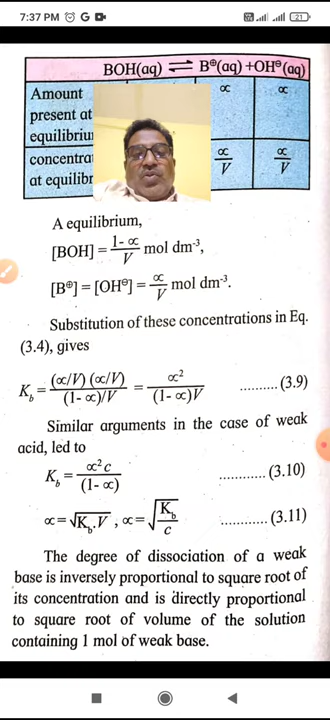 7:37 PM
21
BOH(aq) ⇌ B⊕(aq) +OH⊖(aq)
Amount ∝ ∝
present at
equilibriu
concentra ∝/V ∝/V
at equilibr
A equilibrium,
[BOH] = 1- ∝/V mol dm⁻³,
[B⊕] = [OH⊖] = ∝/V mol dm⁻³.
Substitution of these concentrations in Eq.
(3.4), gives
K_b = (∝/V) (∝/V)/(1- ∝)/V = ∝²/(1- ∝)V ..........(3.9)
Similar arguments in the case of weak
acid, led to
K_b = ∝²c/(1- ∝) ............(3.10)
∝ = √K_b.V , ∝ = √K_b/c ............(3.11)
The degree of dissociation of a weak
base is inversely proportional to square root of
its concentration and is directly proportional
to square root of volume of the solution
containing 1 mol of weak base.